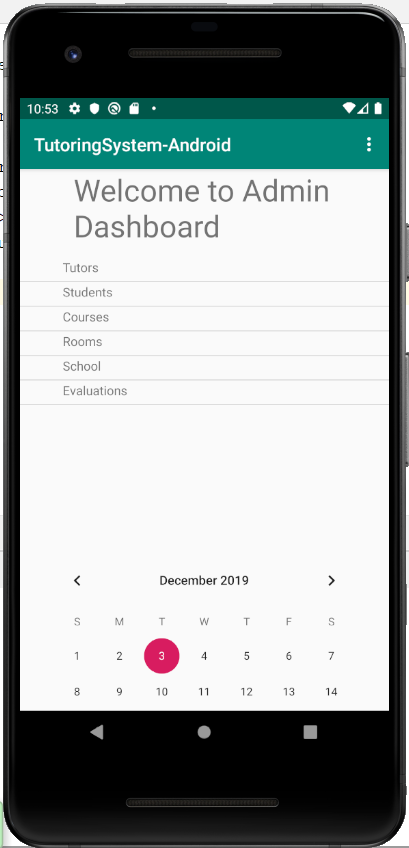 10:53
TutoringSystem-Android
Welcome to Admin
Dashboard
Tutors
Students
Courses
Rooms
School
Evaluations
December 2019
S M T W T F S
1 2 3 4 5 6 7
8 9 10 11 12 13 14